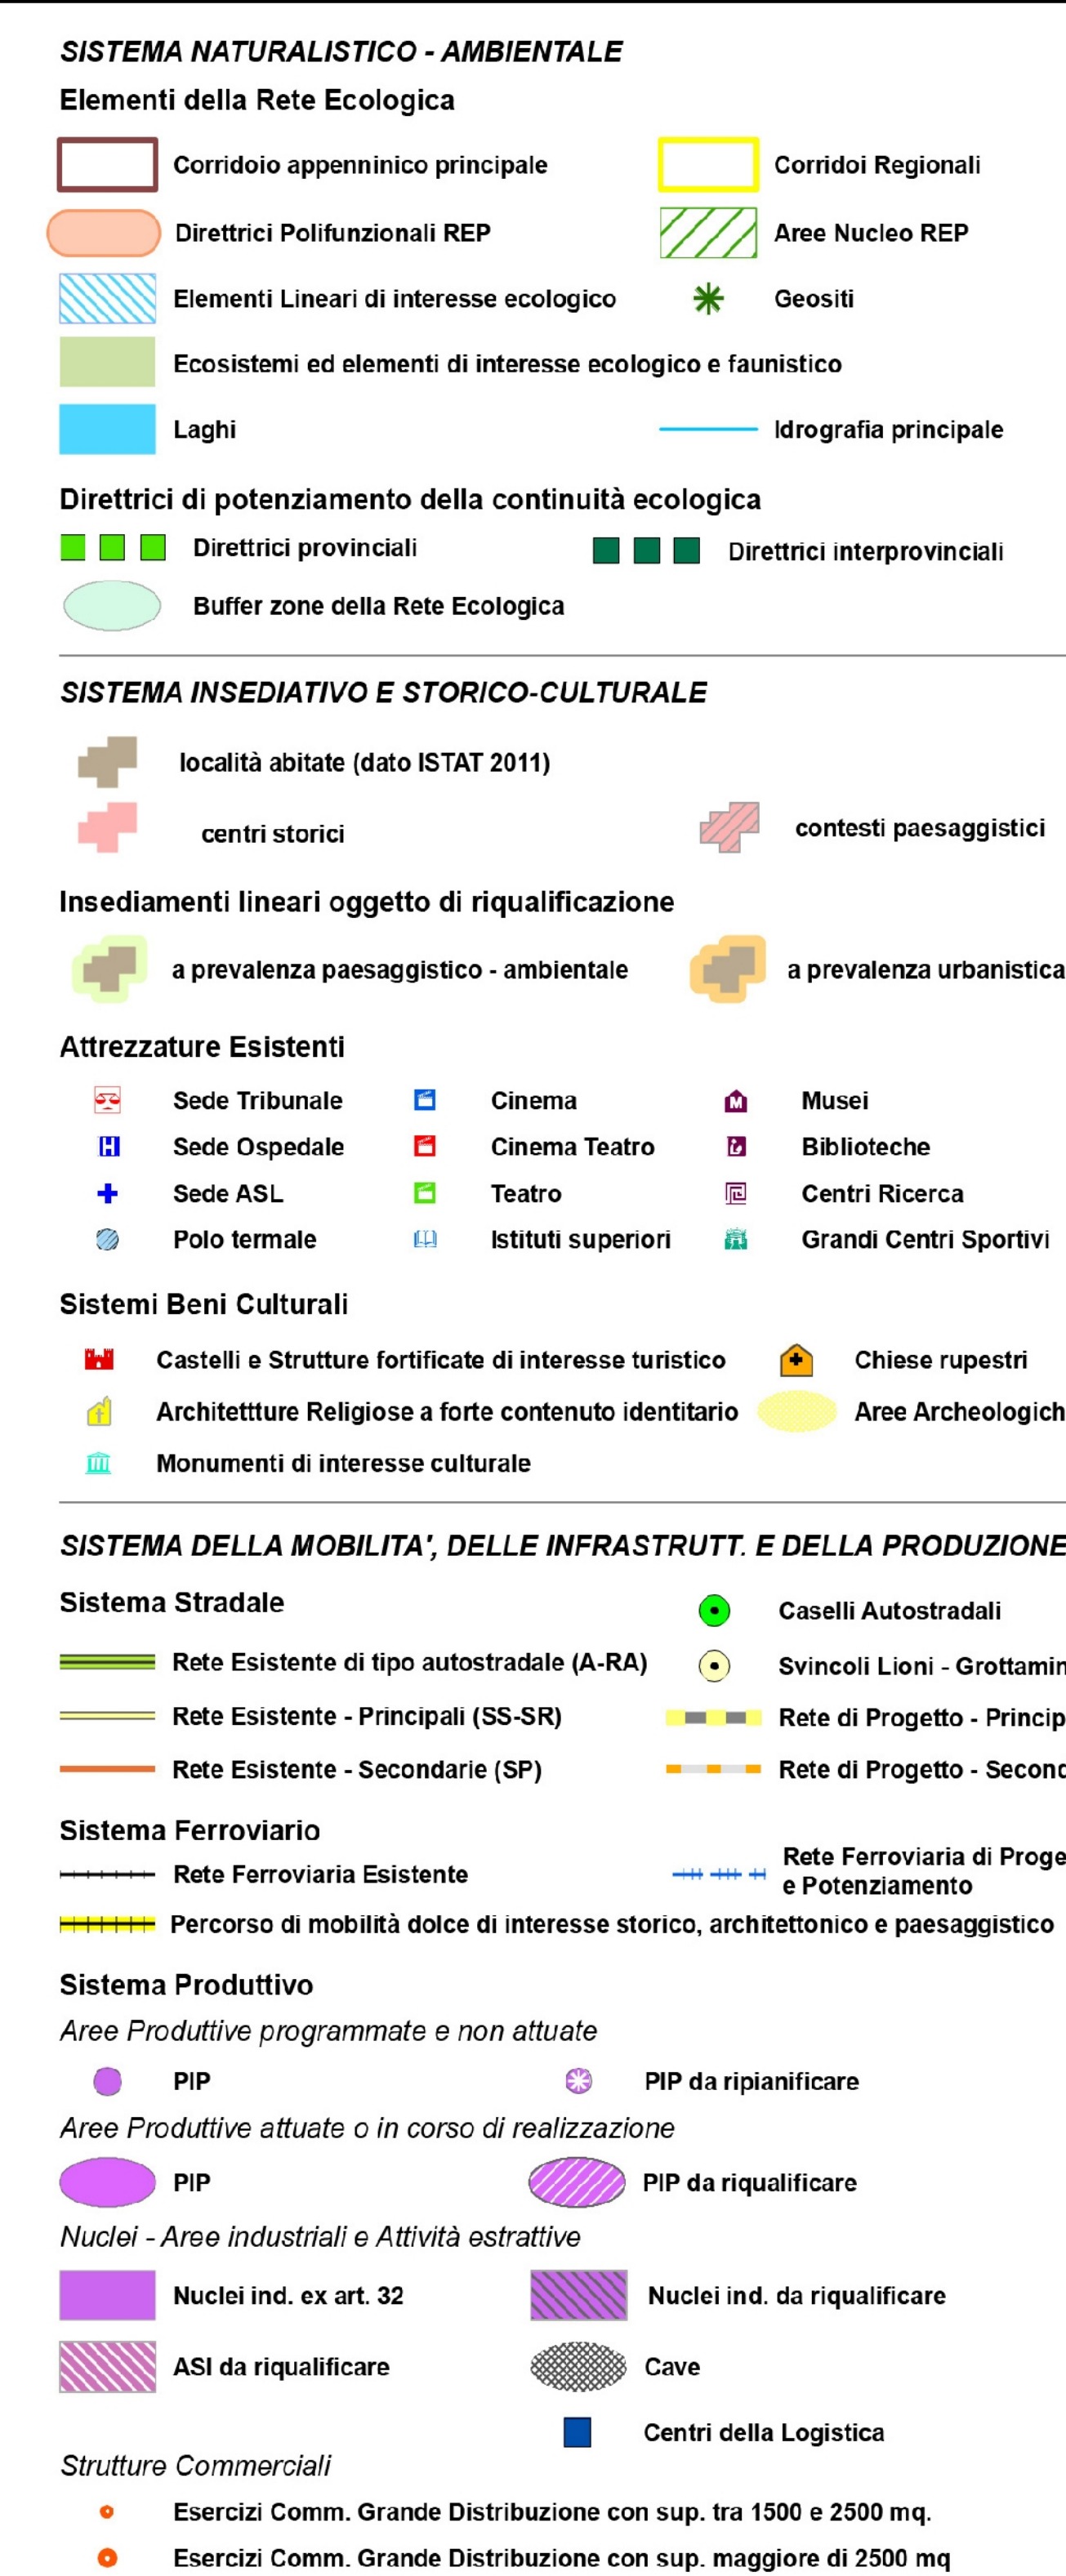 SISTEMA NATURALISTICO - AMBIENTALE
Elementi della Rete Ecologica
Corridoio appenninico principale
Corridoi Regionali
Direttrici Polifunzionali REP
Aree Nucleo REP
Elementi Lineari di interesse ecologico
Geositi
Ecosistemi ed elementi di interesse ecologico e faunistico
Laghi
Idrografia principale
Direttrici di potenziamento della continuità ecologica
Direttrici provinciali
Direttrici interprovinciali
Buffer zone della Rete Ecologica
SISTEMA INSEDIATIVO E STORICO-CULTURALE
località abitate (dato ISTAT 2011)
centri storici
contesti paesaggistici
Insediamenti lineari oggetto di riqualificazione
a prevalenza paesaggistico - ambientale
a prevalenza urbanistica
Attrezzature Esistenti
Sede Tribunale
Cinema
M
Musei
H
Sede Ospedale
Cinema Teatro
Biblioteche
Sede ASL
Teatro
Centri Ricerca
Polo termale
Istituti superiori
Grandi Centri Sportivi
Sistemi Beni Culturali
Castelli e Strutture fortificate di interesse turistico
Chiese rupestri
Architettture Religiose a forte contenuto identitario
Aree Archeologich
Monumenti di interesse culturale
SISTEMA DELLA MOBILITA', DELLE INFRASTRUTT. E DELLA PRODUZIONE
Sistema Stradale
Caselli Autostradali
Rete Esistente di tipo autostradale (A-RA)
Svincoli Lioni - Grottamin
Rete Esistente - Principali (SS-SR)
Rete di Progetto - Princip
Rete Esistente - Secondarie (SP)
Rete di Progetto - Second
Sistema Ferroviario
Rete Ferroviaria Esistente
Rete Ferroviaria di Proge
e Potenziamento
Percorso di mobilità dolce di interesse storico, architettonico e paesaggistico
Sistema Produttivo
Aree Produttive programmate e non attuate
PIP
PIP da ripianificare
Aree Produttive attuate o in corso di realizzazione
PIP
PIP da riqualificare
Nuclei - Aree industriali e Attività estrattive
Nuclei ind. ex art. 32
Nuclei ind. da riqualificare
ASI da riqualificare
Cave
Centri della Logistica
Strutture Commerciali
Esercizi Comm. Grande Distribuzione con sup. tra 1500 e 2500 mq.
Esercizi Comm. Grande Distribuzione con sup. maggiore di 2500 mq